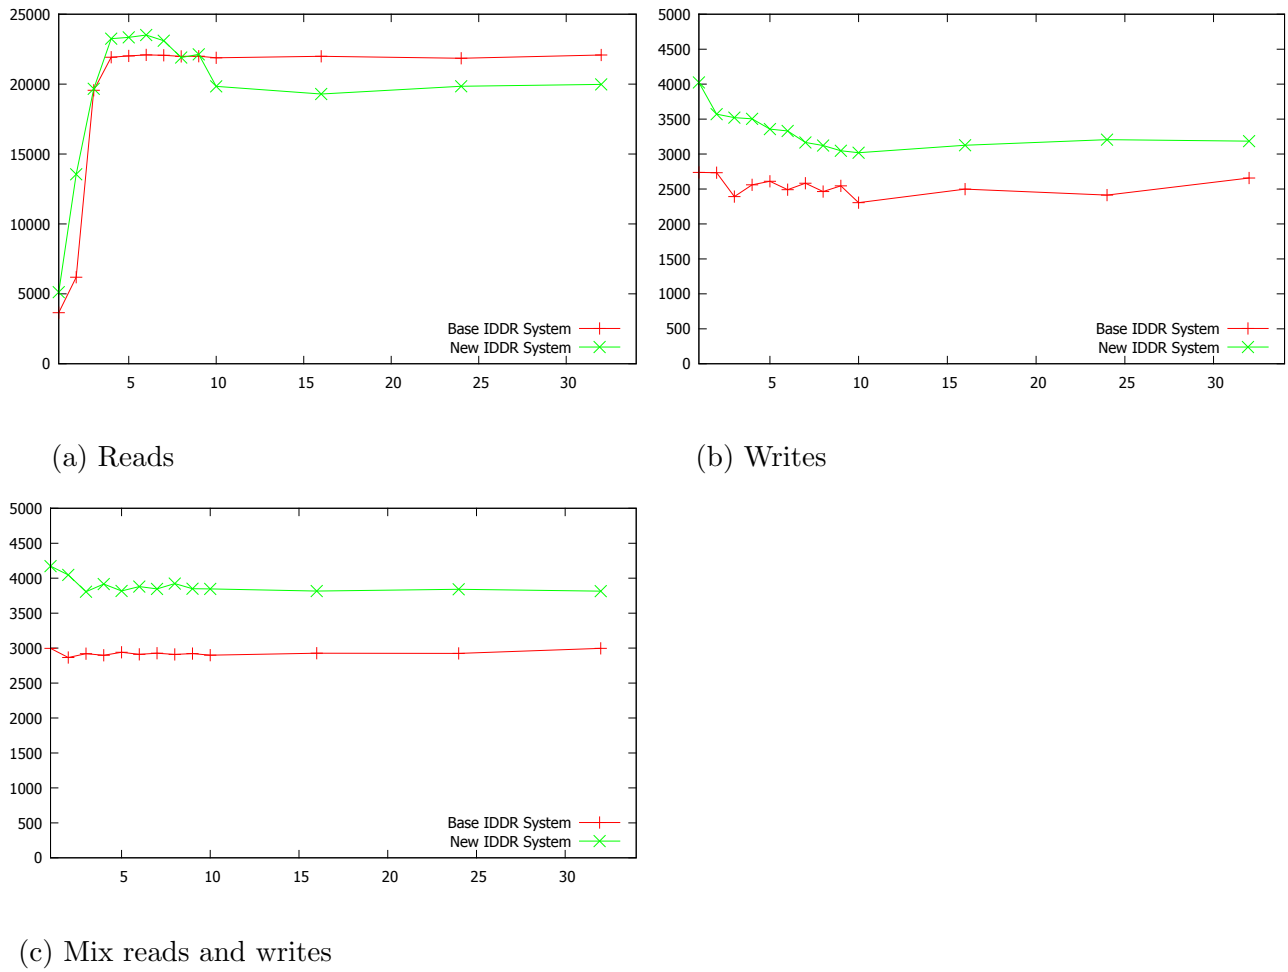 25000
20000
15000
10000
5000
0
5 10 15 20 25 30
Base IDDR System
New IDDR System
(a) Reads
5000
4500
4000
3500
3000
2500
2000
1500
1000
500
0
5 10 15 20 25 30
Base IDDR System
New IDDR System
(b) Writes
5000
4500
4000
3500
3000
2500
2000
1500
1000
500
0
5 10 15 20 25 30
Base IDDR System
New IDDR System
(c) Mix reads and writes